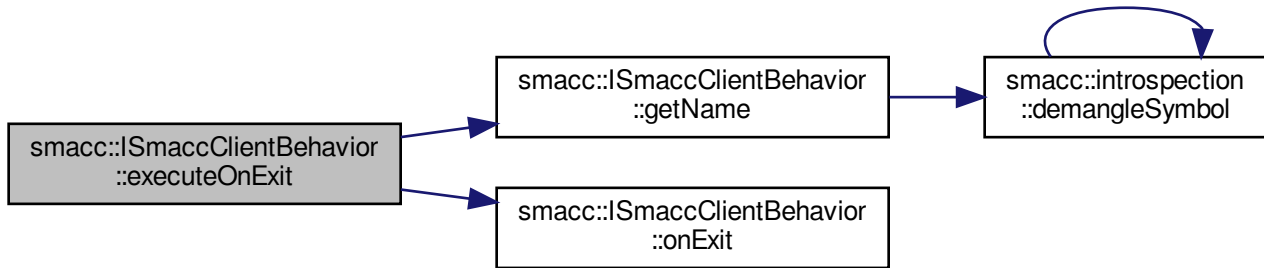 smacc::ISmaccClientBehavior
::executeOnExit
smacc::ISmaccClientBehavior
::getName
smacc::introspection
::demangleSymbol
smacc::ISmaccClientBehavior
::onExit